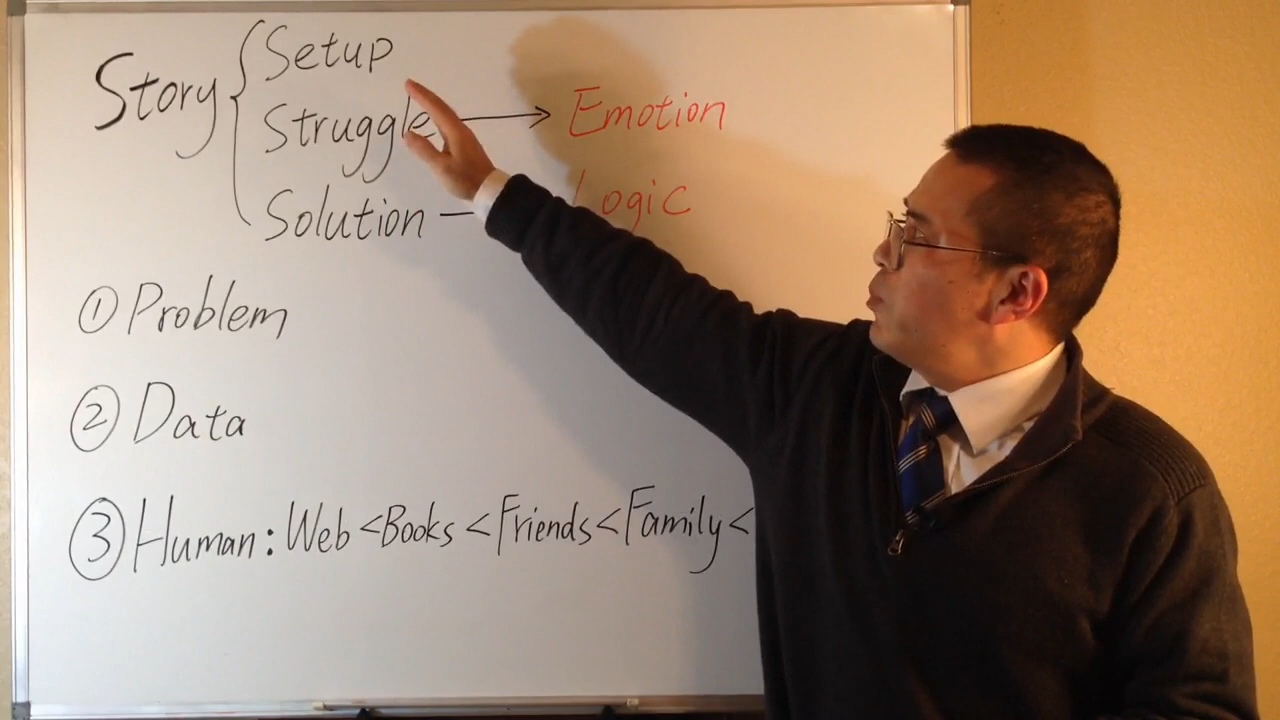 Story { Setup
Struggle → Emotion
Solution — Logic
① Problem
② Data
③ Human: Web < Books < Friends < Family <